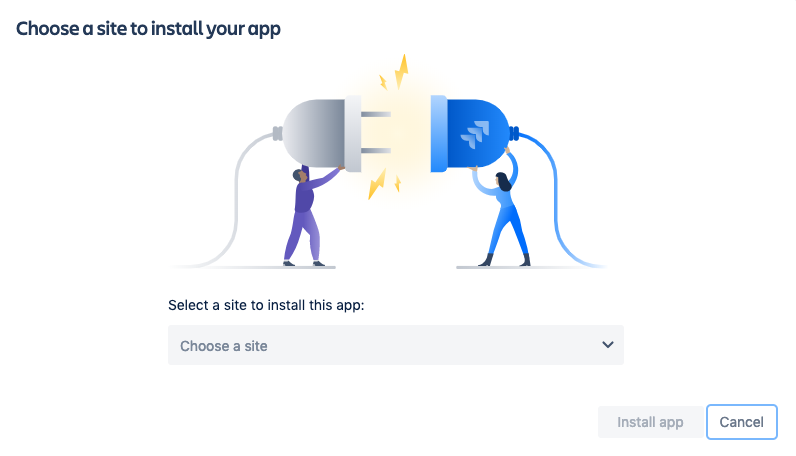 Choose a site to install your app
Select a site to install this app:
Choose a site
Install app
Cancel